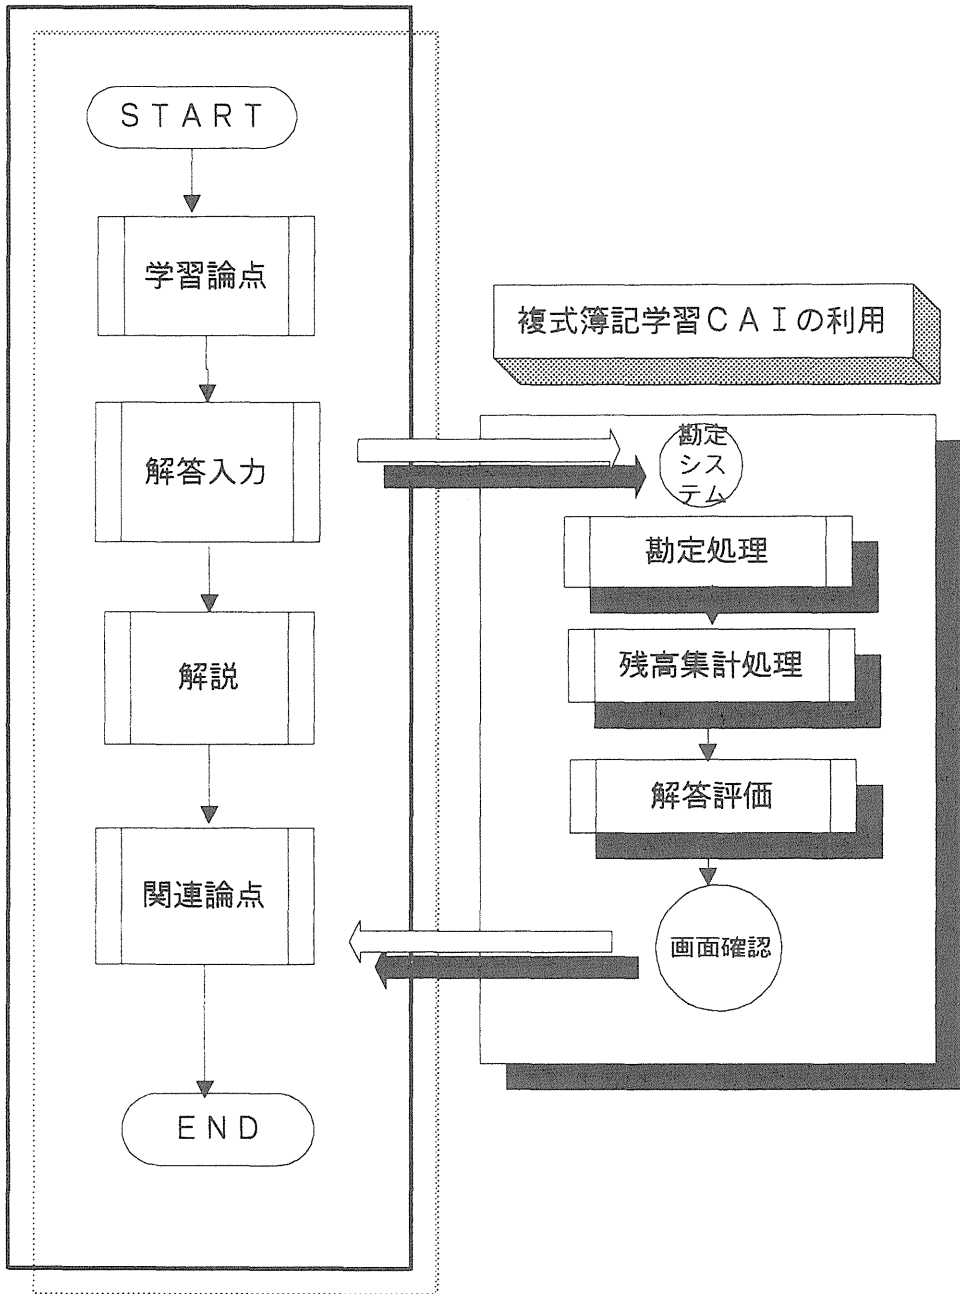 ＳＴＡＲＴ
学習論点
解答入力
解説
関連論点
ＥＮＤ
複式簿記学習ＣＡＩの利用
勘定
シス
テム
勘定処理
残高集計処理
解答評価
画面確認